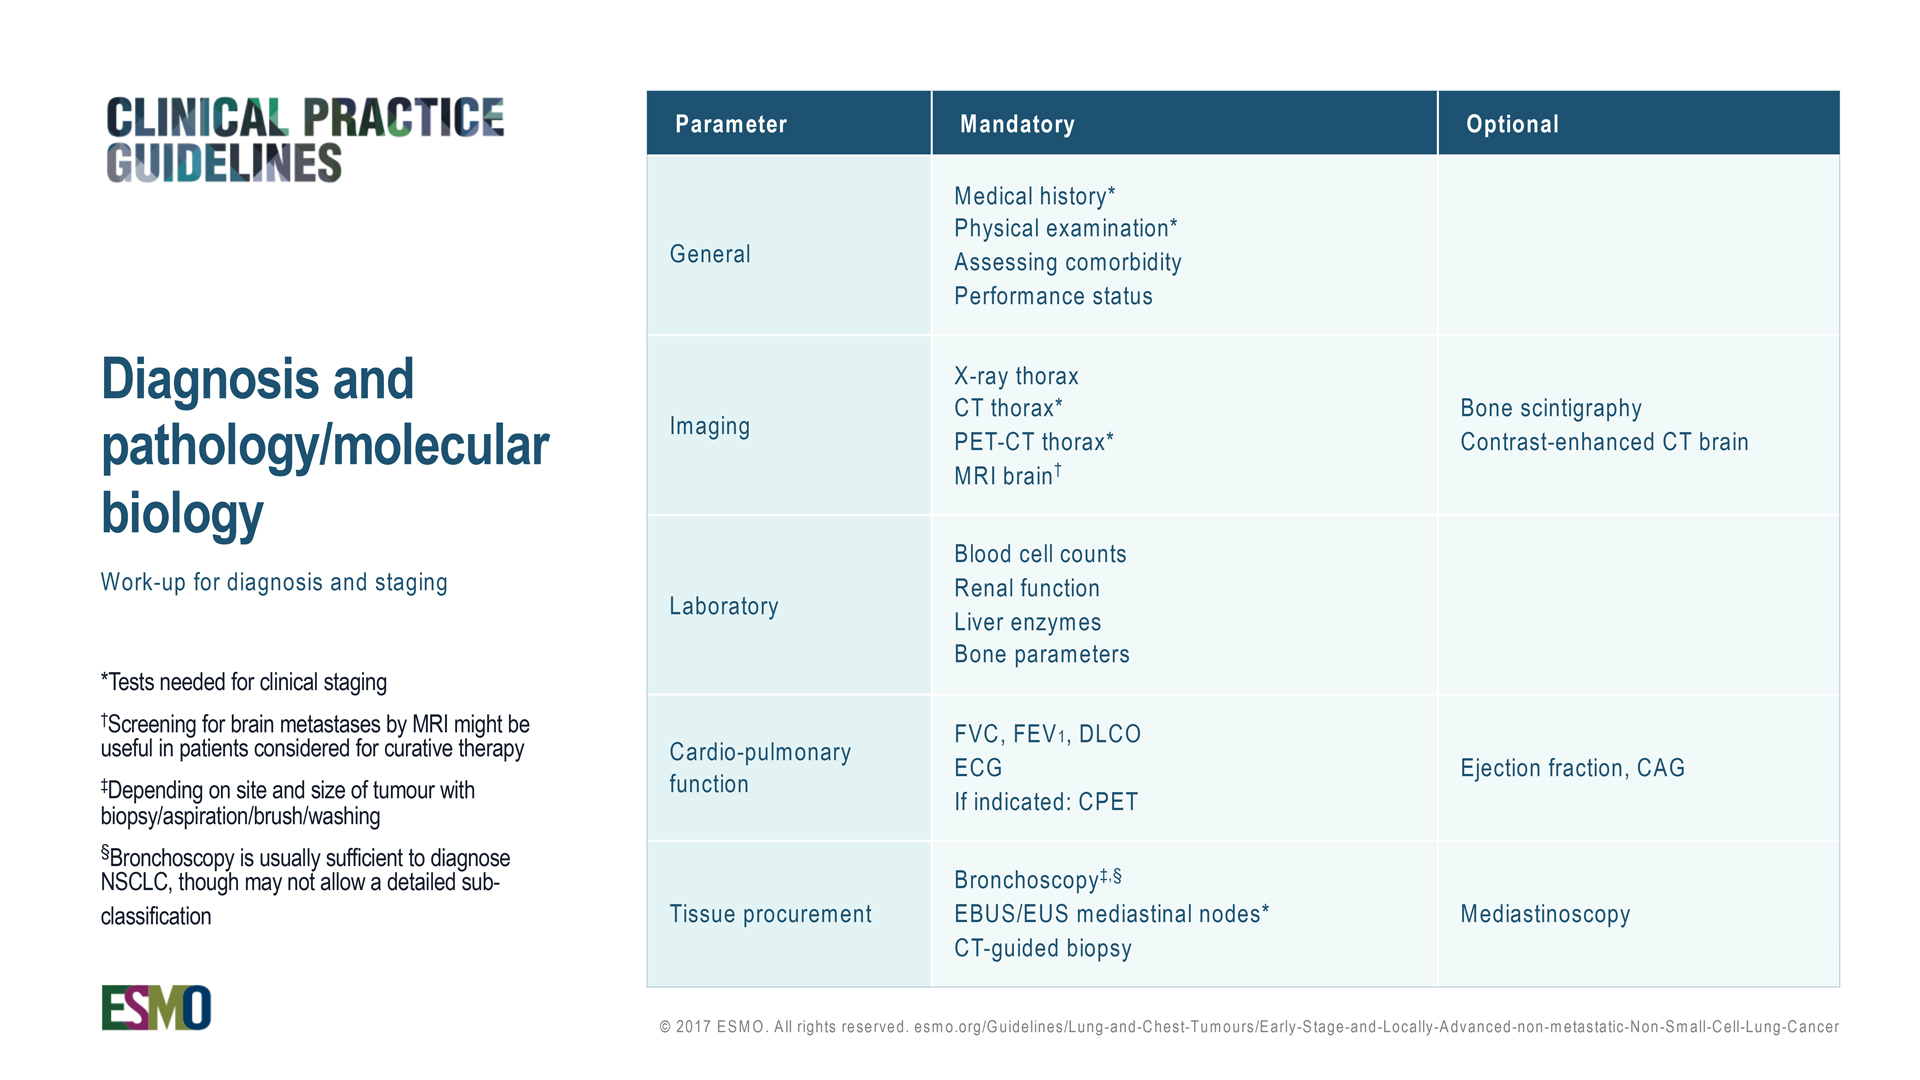 CLINICAL PRACTICE
GUIDELINES
Diagnosis and
pathology/molecular
biology
Work-up for diagnosis and staging
*Tests needed for clinical staging
†Screening for brain metastases by MRI might be
useful in patients considered for curative therapy
‡Depending on site and size of tumour with
biopsy/aspiration/brush/washing
§Bronchoscopy is usually sufficient to diagnose
NSCLC, though may not allow a detailed sub-
classification
ESMO
Parameter Mandatory Optional
General
Medical history*
Physical examination*
Assessing comorbidity
Performance status
Imaging
X-ray thorax
CT thorax*
PET-CT thorax*
MRI brain†
Bone scintigraphy
Contrast-enhanced CT brain
Laboratory
Blood cell counts
Renal function
Liver enzymes
Bone parameters
Cardio-pulmonary
function
FVC, FEV₁, DLCO
ECG
If indicated: CPET
Ejection fraction, CAG
Tissue procurement
Bronchoscopy‡,§
EBUS/EUS mediastinal nodes*
CT-guided biopsy
Mediastinoscopy
© 2017 ESMO. All rights reserved. esmo.org/Guidelines/Lung-and-Chest-Tumours/Early-Stage-and-Locally-Advanced-non-metastatic-Non-Small-Cell-Lung-Cancer